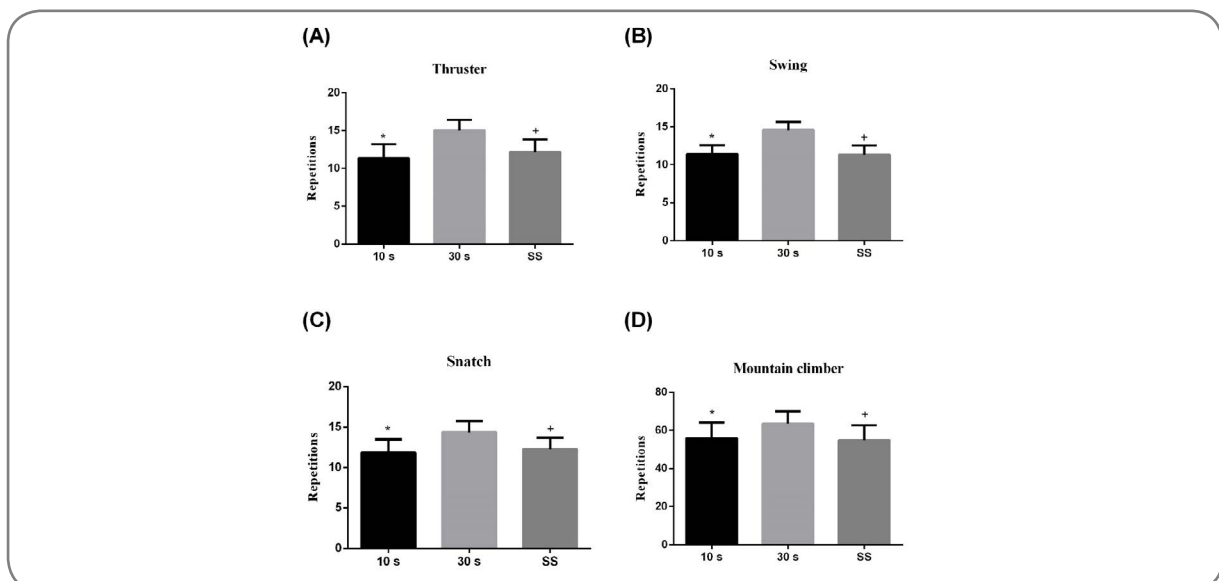 (A)
Thruster
Repetitions
20
15
10
5
0
*
+
10 s
30 s
SS
(B)
Swing
Repetitions
20
15
10
5
0
*
+
10 s
30 s
SS
(C)
Snatch
Repetitions
20
15
10
5
0
*
+
10 s
30 s
SS
(D)
Mountain climber
Repetitions
80
60
40
20
0
*
+
10 s
30 s
SS